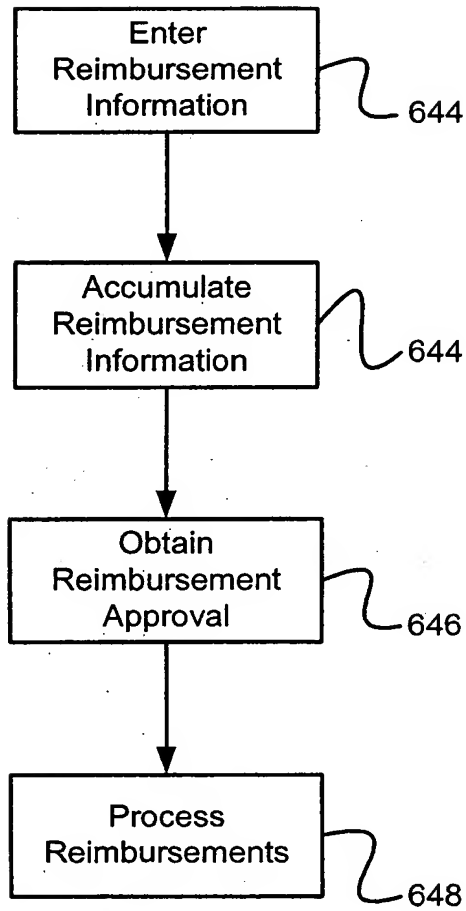 Enter
Reimbursement
Information
644
Accumulate
Reimbursement
Information
644
Obtain
Reimbursement
Approval
646
Process
Reimbursements
648